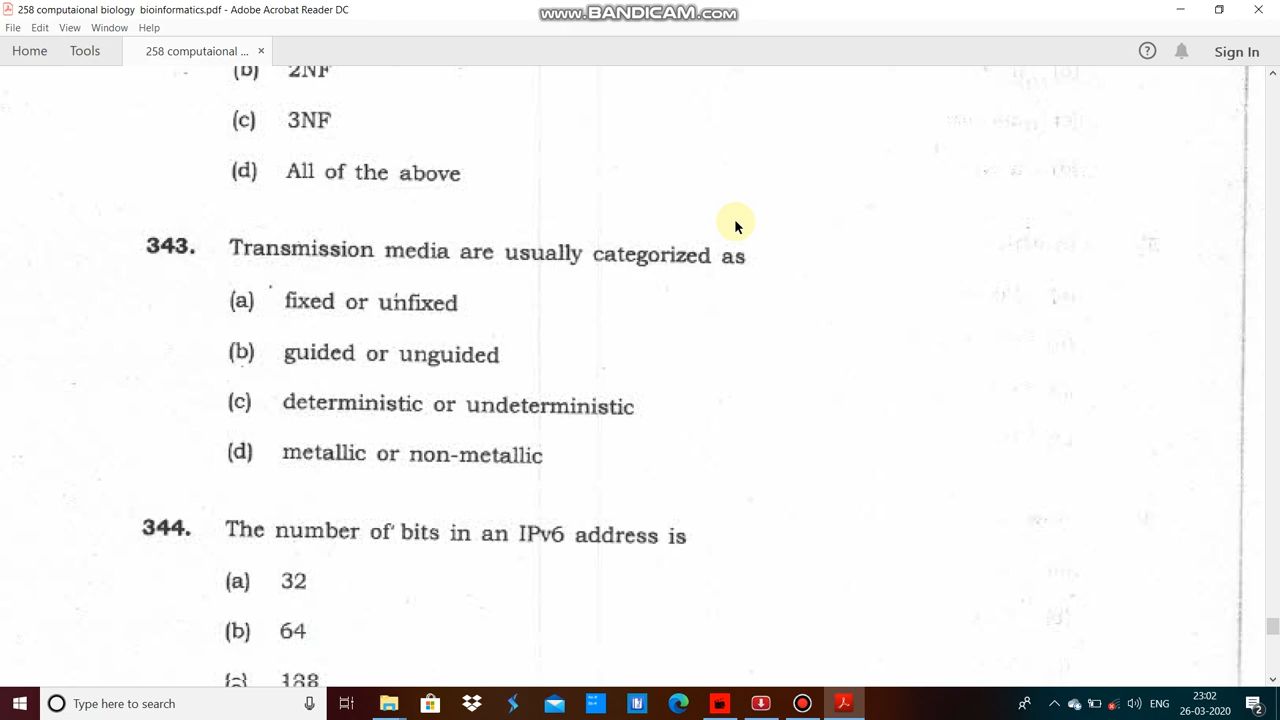 258 computaional biology bioinformatics.pdf - Adobe Acrobat Reader DC
www.BANDICAM.com
File Edit View Window Help
Home Tools 258 computaional ... × Sign In
(b) 2NF
(c) 3NF
(d) All of the above
343. Transmission media are usually categorized as
(a) fixed or unfixed
(b) guided or unguided
(c) deterministic or undeterministic
(d) metallic or non-metallic
344. The number of bits in an IPv6 address is
(a) 32
(b) 64
Type here to search
ENG
23:02
26-03-2020
2